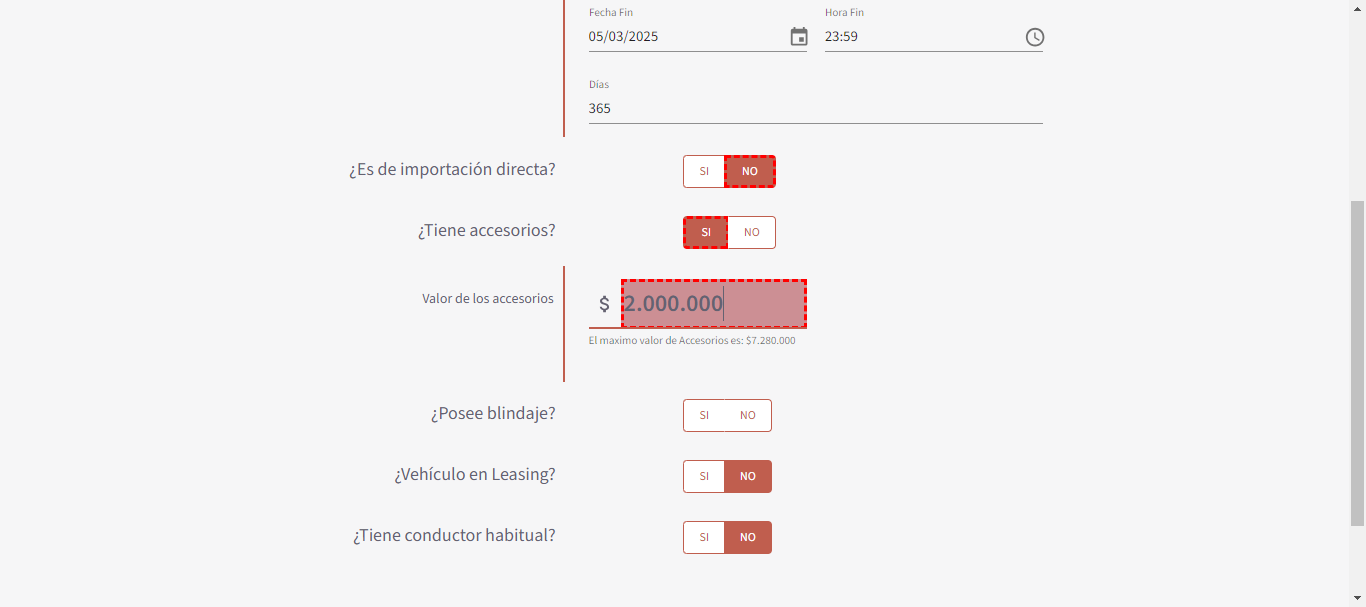 Fecha Fin
Hora Fin
05/03/2025
23:59
Días
365
¿Es de importación directa?
SI
NO
¿Tiene accesorios?
SI
NO
Valor de los accesorios
$ 2.000.000
El maximo valor de Accesorios es: $7.280.000
¿Posee blindaje?
SI
NO
¿Vehículo en Leasing?
SI
NO
¿Tiene conductor habitual?
SI
NO